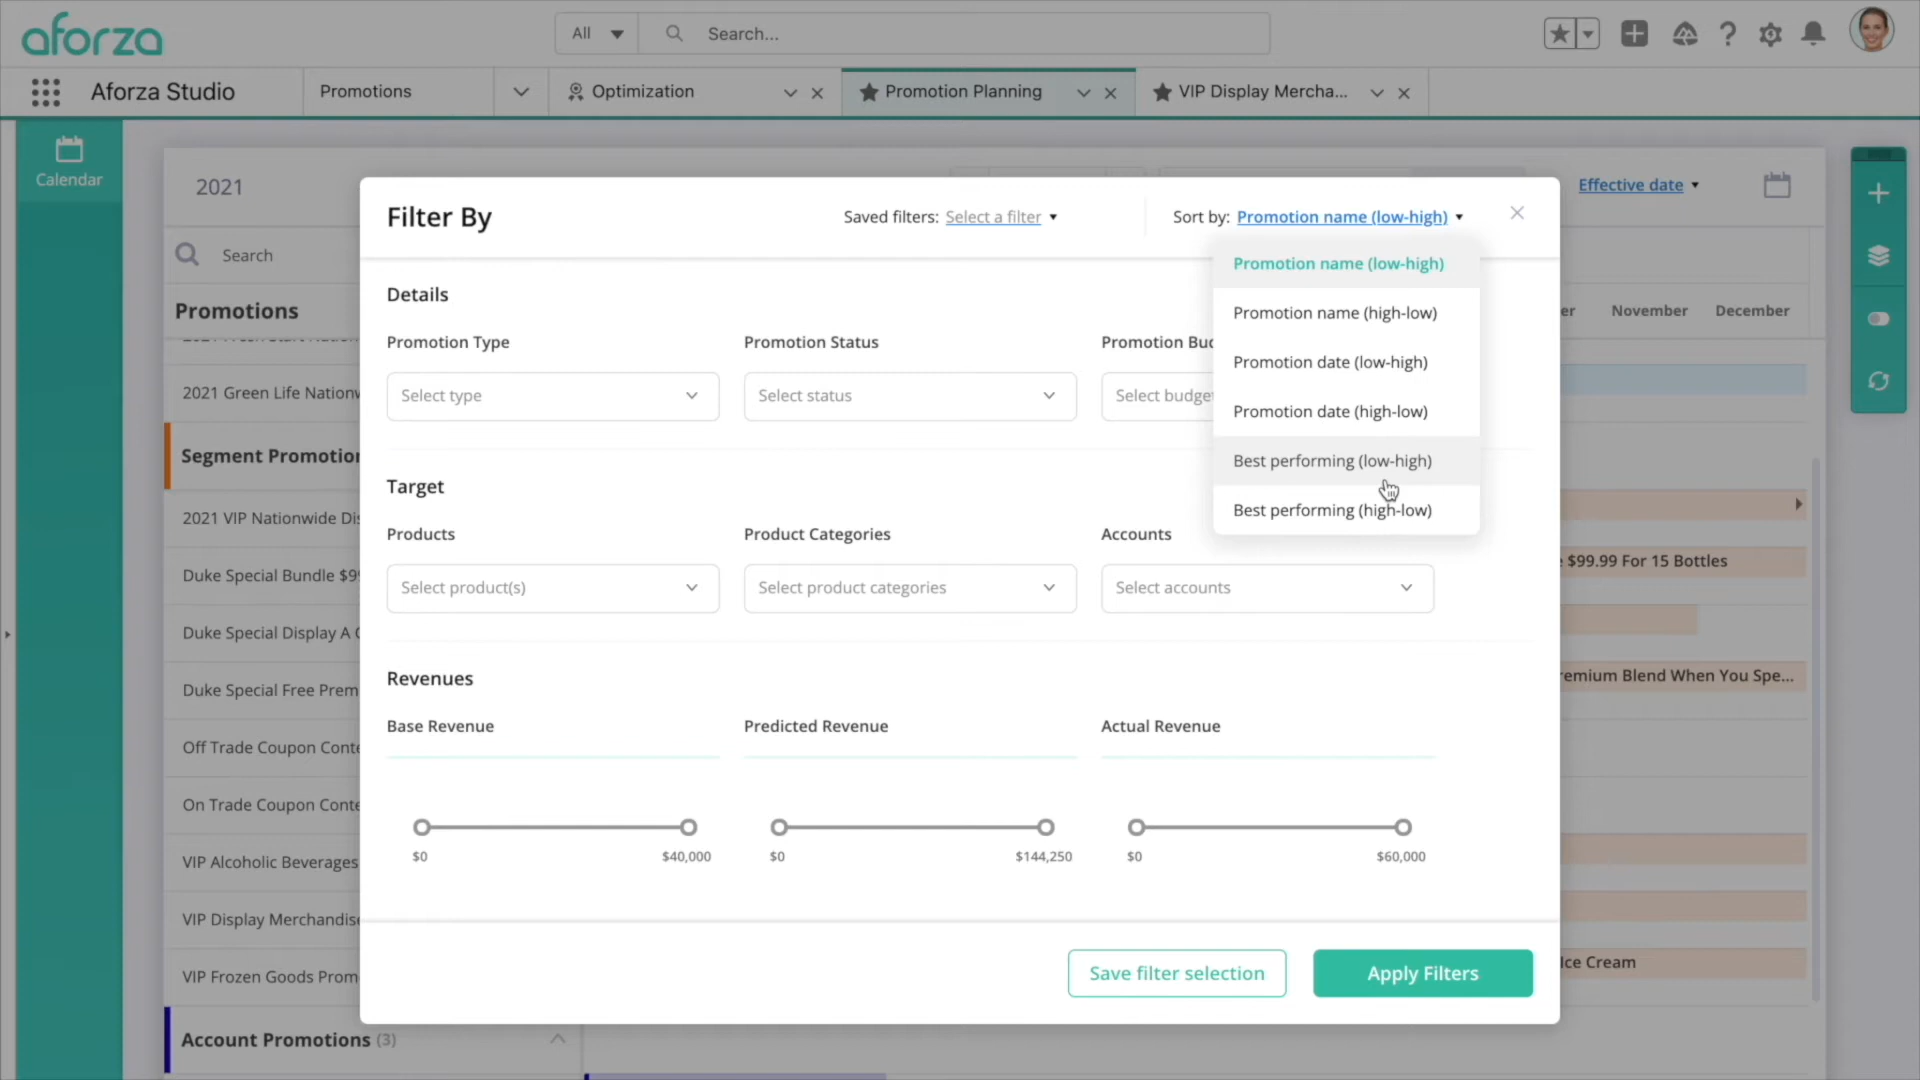 aforza
All
Search...
Aforza Studio
Promotions
Optimization
Promotion Planning
VIP Display Mercha...
Calendar
2021
Effective date
Search
Promotions
er
November
December
2021 Green Life Nationw
Segment Promotion
2021 VIP Nationwide Dis
Duke Special Bundle $99
Duke Special Display A C
Duke Special Free Prem
Off Trade Coupon Conte
On Trade Coupon Conte
VIP Alcoholic Beverages
VIP Display Merchandise
VIP Frozen Goods Prom
Account Promotions (3)
$99.99 For 15 Bottles
remium Blend When You Spe...
Ice Cream
Filter By
Saved filters: Select a filter
Sort by: Promotion name (low-high)
Promotion name (low-high)
Promotion name (high-low)
Promotion date (low-high)
Promotion date (high-low)
Best performing (low-high)
Best performing (high-low)
Details
Promotion Type
Promotion Status
Promotion Bud
Select type
Select status
Select budget
Target
Products
Product Categories
Accounts
Select product(s)
Select product categories
Select accounts
Revenues
Base Revenue
Predicted Revenue
Actual Revenue
$0
$40,000
$0
$144,250
$0
$60,000
Save filter selection
Apply Filters